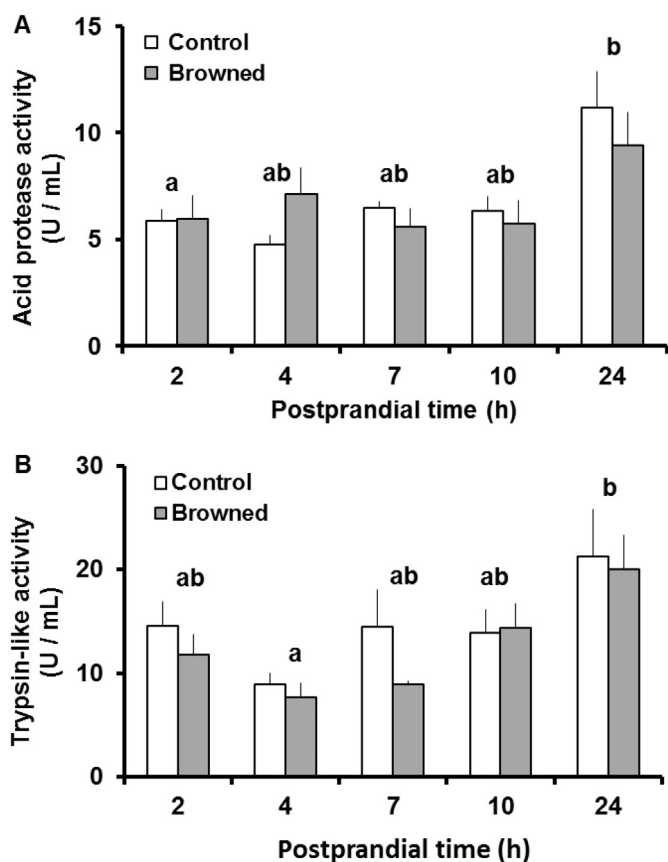 A
Acid protease activity
(U / mL)
15
10
5
0
Control
Browned
a
ab
ab
ab
b
2 4 7 10 24
Postprandial time (h)
B
Trypsin-like activity
(U / mL)
30
20
10
0
Control
Browned
ab
a
ab
ab
b
2 4 7 10 24
Postprandial time (h)